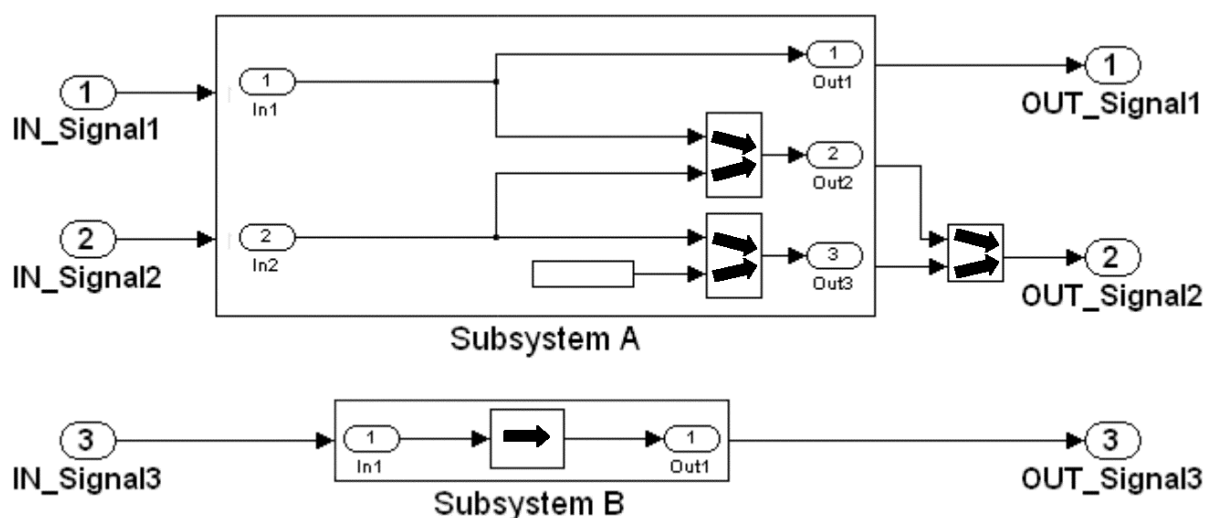 1
IN_Signal1
1
In1
1
Out1
1
OUT_Signal1
2
Out2
2
IN_Signal2
2
In2
3
Out3
2
OUT_Signal2
Subsystem A
3
IN_Signal3
1
In1
1
Out1
3
OUT_Signal3
Subsystem B